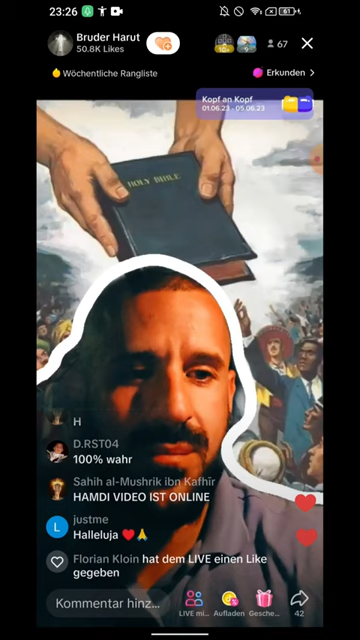 23:26
61
Bruder Harut
50.8K Likes
67
Wöchentliche Rangliste
Erkunden
Kopf an Kopf
01.06.23 - 05.06.23
HOLY BIBLE
H
D.RST04
100% wahr
Sahih al-Mushrik ibn Kafhīr
HAMDI VIDEO IST ONLINE
L
justme
Halleluja ❤️🙏
Florian Kloin hat dem LIVE einen Like
gegeben
Kommentar hinz...
LIVE mi...
Aufladen
Gesche...
42